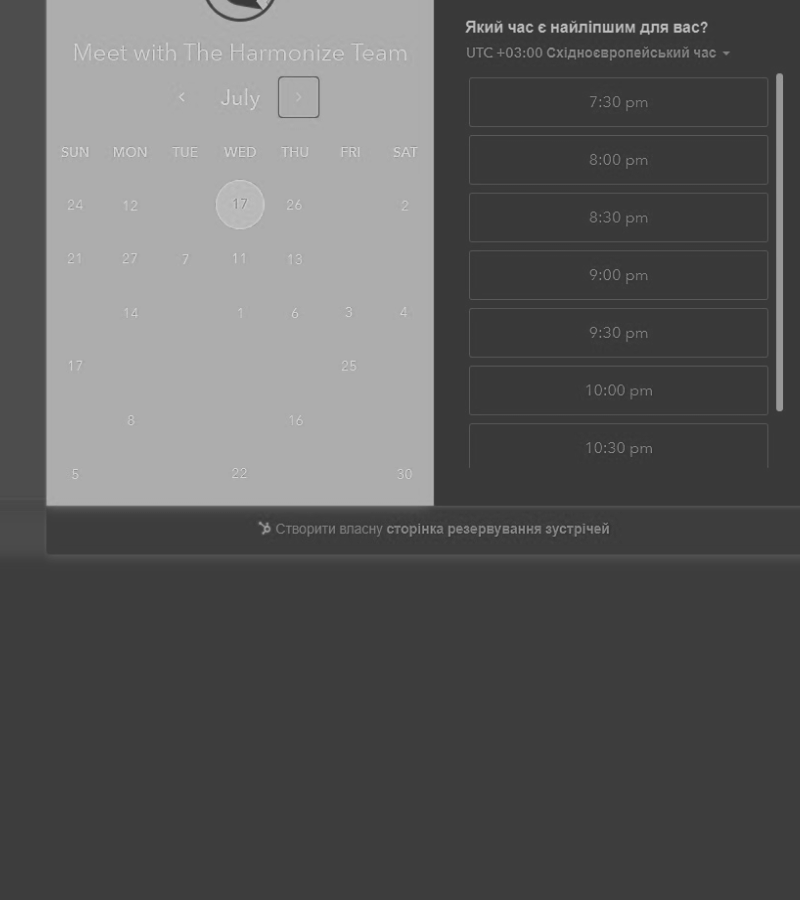 Meet with The Harmonize Team
July
SUN MON TUE WED THU FRI SAT
24 12 17 26 2
21 27 7 11 13
14 1 6 3 4
17 25
8 16
5 22 30
Який час є найліпшим для вас?
UTC +03:00 Східноєвропейський час
7:30 pm
8:00 pm
8:30 pm
9:00 pm
9:30 pm
10:00 pm
10:30 pm
Створити власну сторінка резервування зустрічей